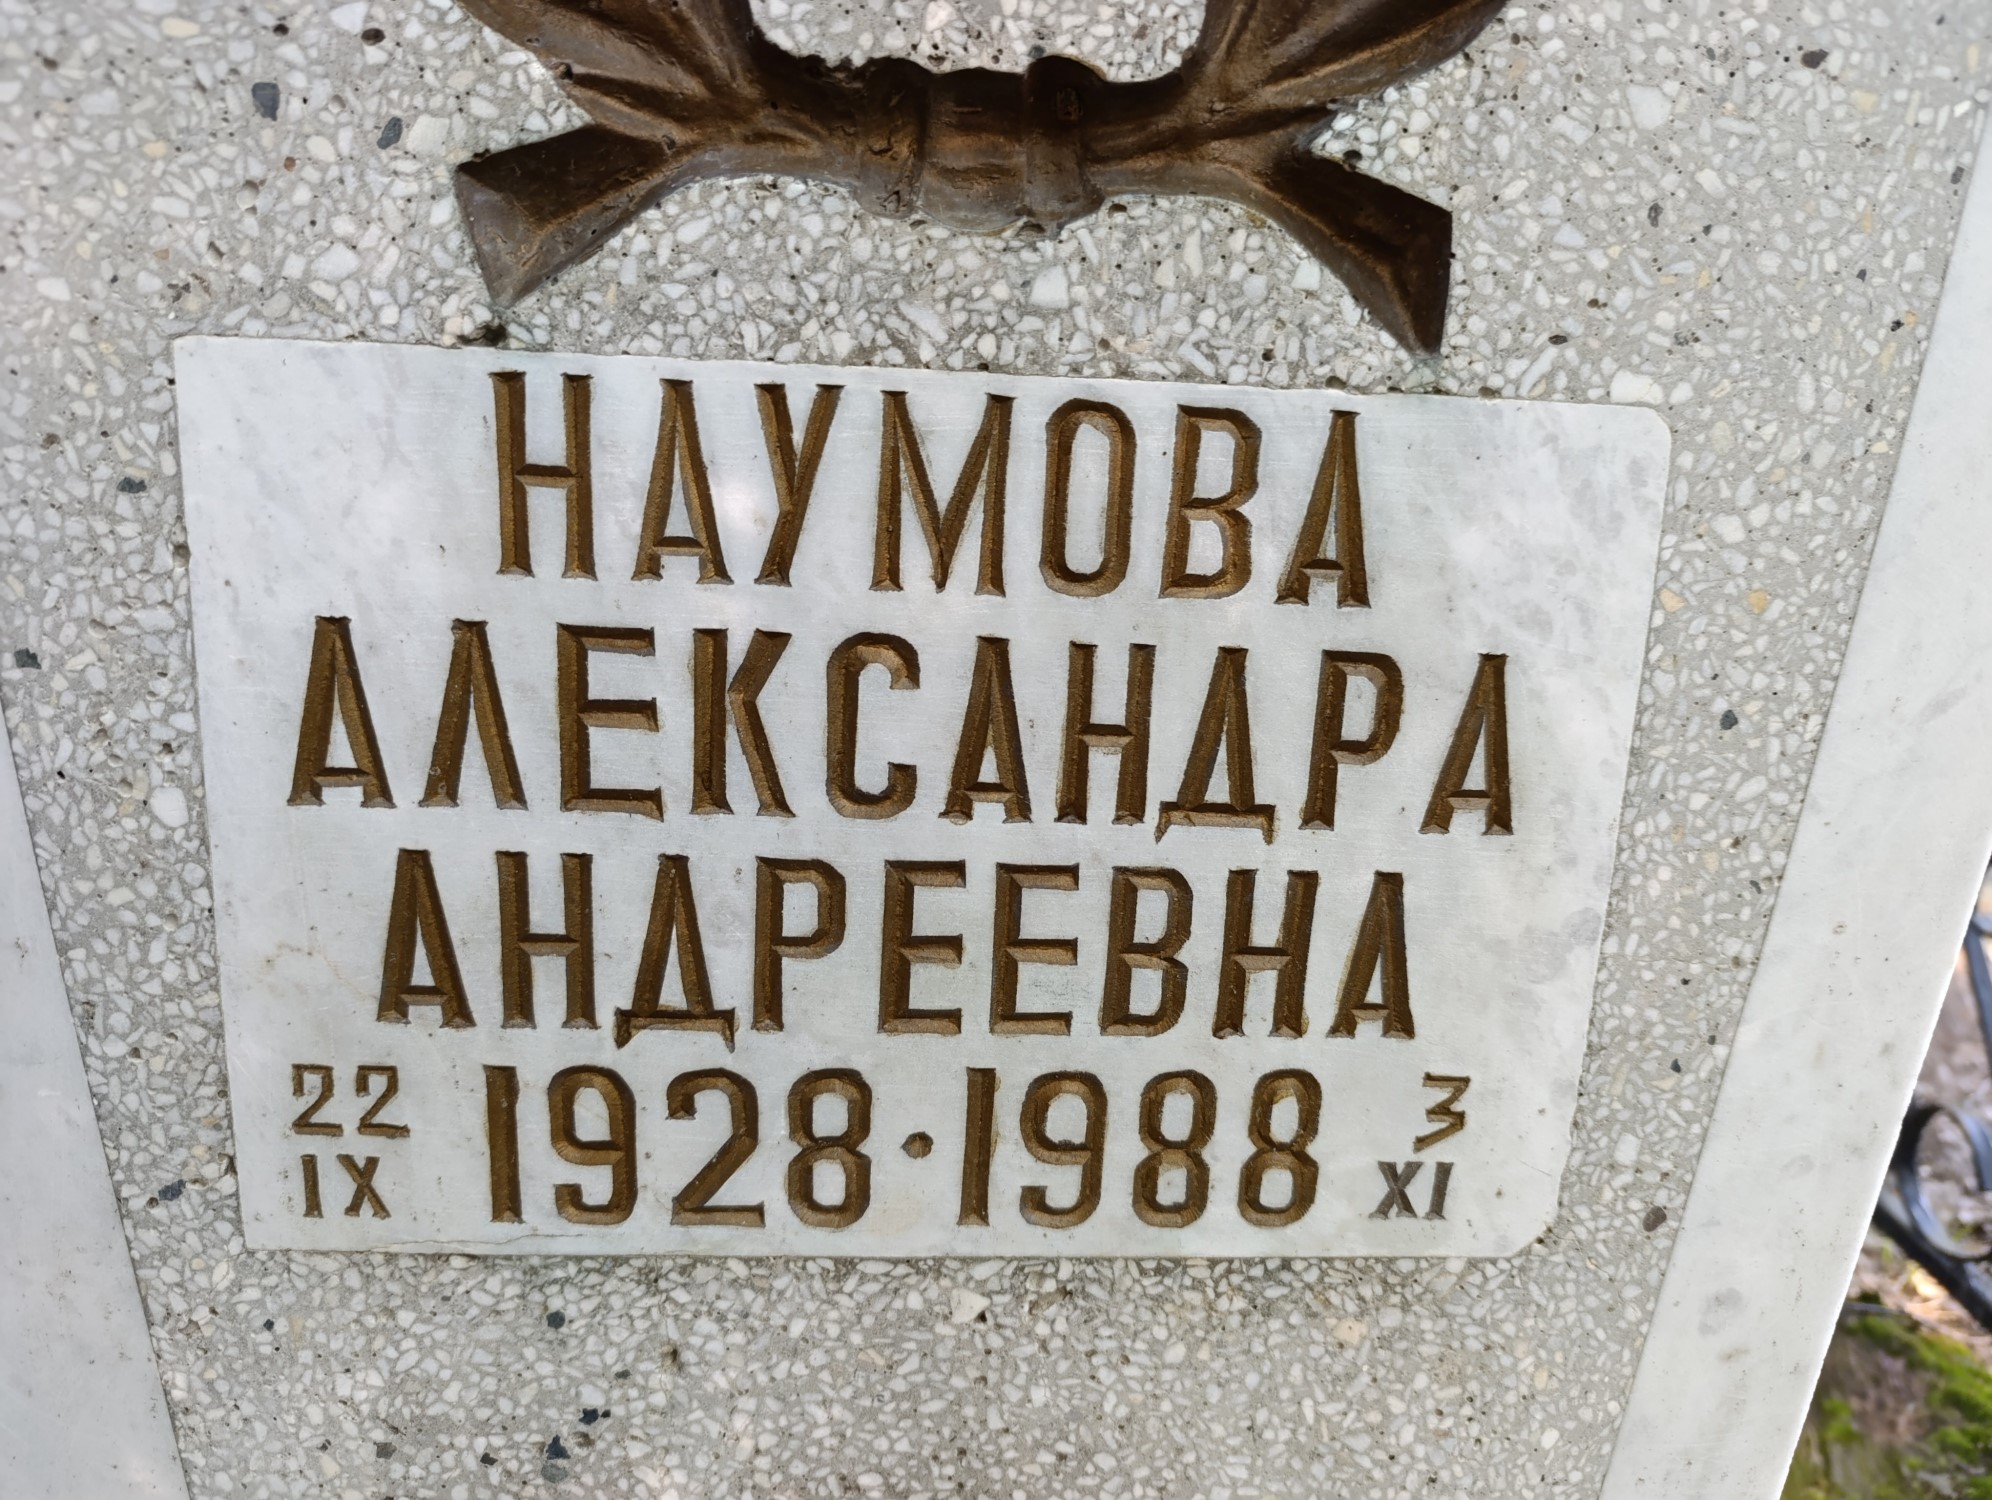 НАУМОВА
АЛЕКСАНДРА
АНДРЕЕВНА
22 IX 1928 · 1988 3 XI